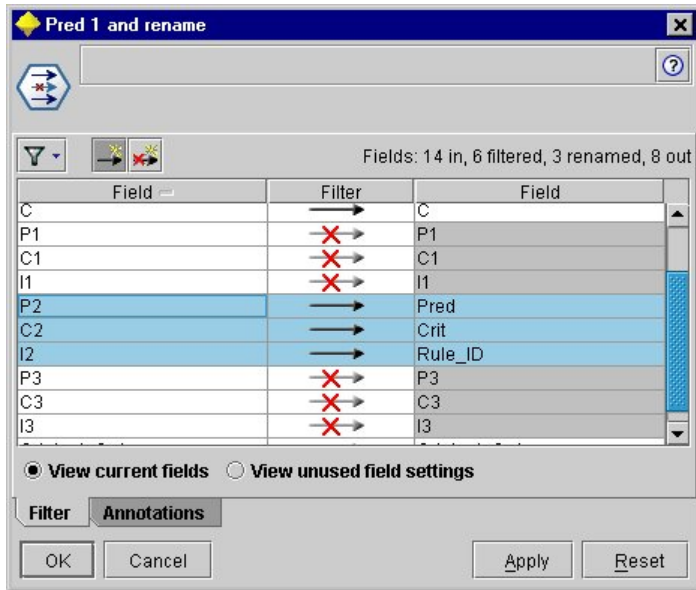 Pred 1 and rename
Fields: 14 in, 6 filtered, 3 renamed, 8 out
Field Filter Field
C C
P1 P1
C1 C1
I1 I1
P2 Pred
C2 Crit
I2 Rule_ID
P3 P3
C3 C3
I3 I3
View current fields View unused field settings
Filter Annotations
OK Cancel Apply Reset